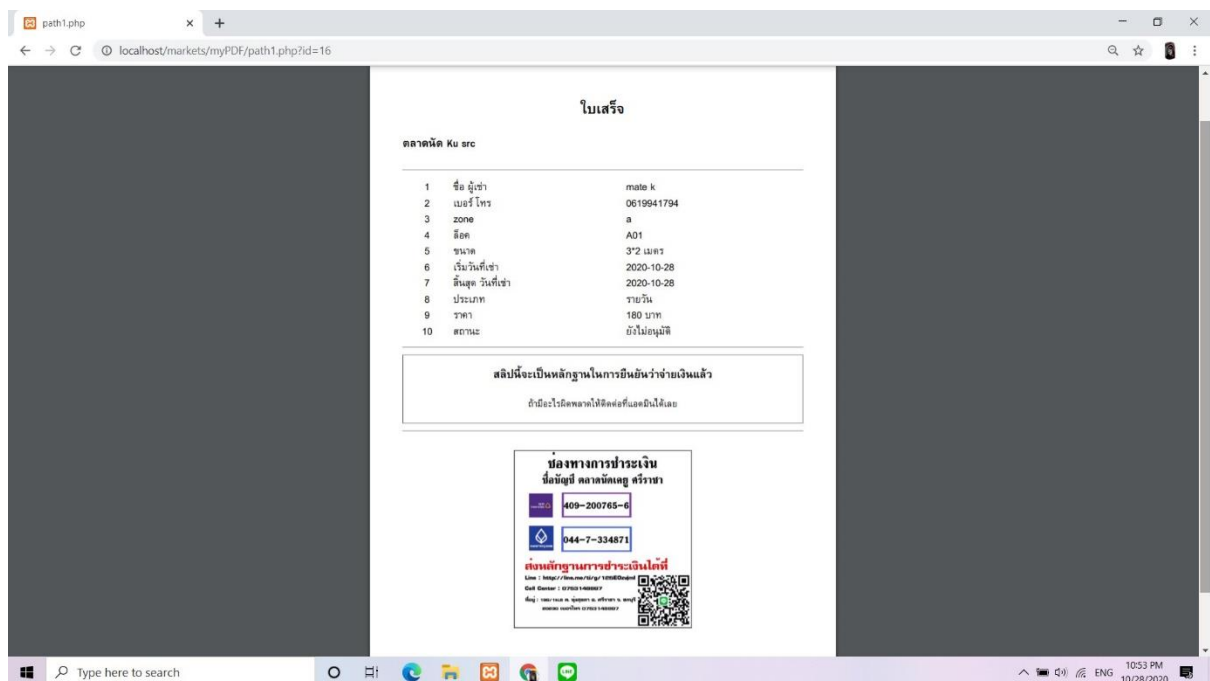 path1.php
localhost/markets/myPDF/path1.php?id=16
ใบเสร็จ
ตลาดนัด Ku src
1 ชื่อ ผู้เช่า mate k
2 เบอร์ โทร 0619941794
3 zone a
4 ล็อค A01
5 ขนาด 3*2 เมตร
6 เริ่มวันที่เช่า 2020-10-28
7 สิ้นสุด วันที่เช่า 2020-10-28
8 ประเภท รายวัน
9 ราคา 180 บาท
10 สถานะ ยังไม่อนุมัติ
สลิปนี้จะเป็นหลักฐานในการยืนยันว่าจ่ายเงินแล้ว
ถ้ามีอะไรผิดพลาดให้ติดต่อที่แอดมินได้เลย
ช่องทางการชำระเงิน
ชื่อบัญชี ตลาดนัดเคยู ศรีราชา
409-200765-6
044-7-334871
ส่งหลักฐานการชำระเงินได้ที่
Call Center :
Type here to search
ENG
10:53 PM
10/28/2020